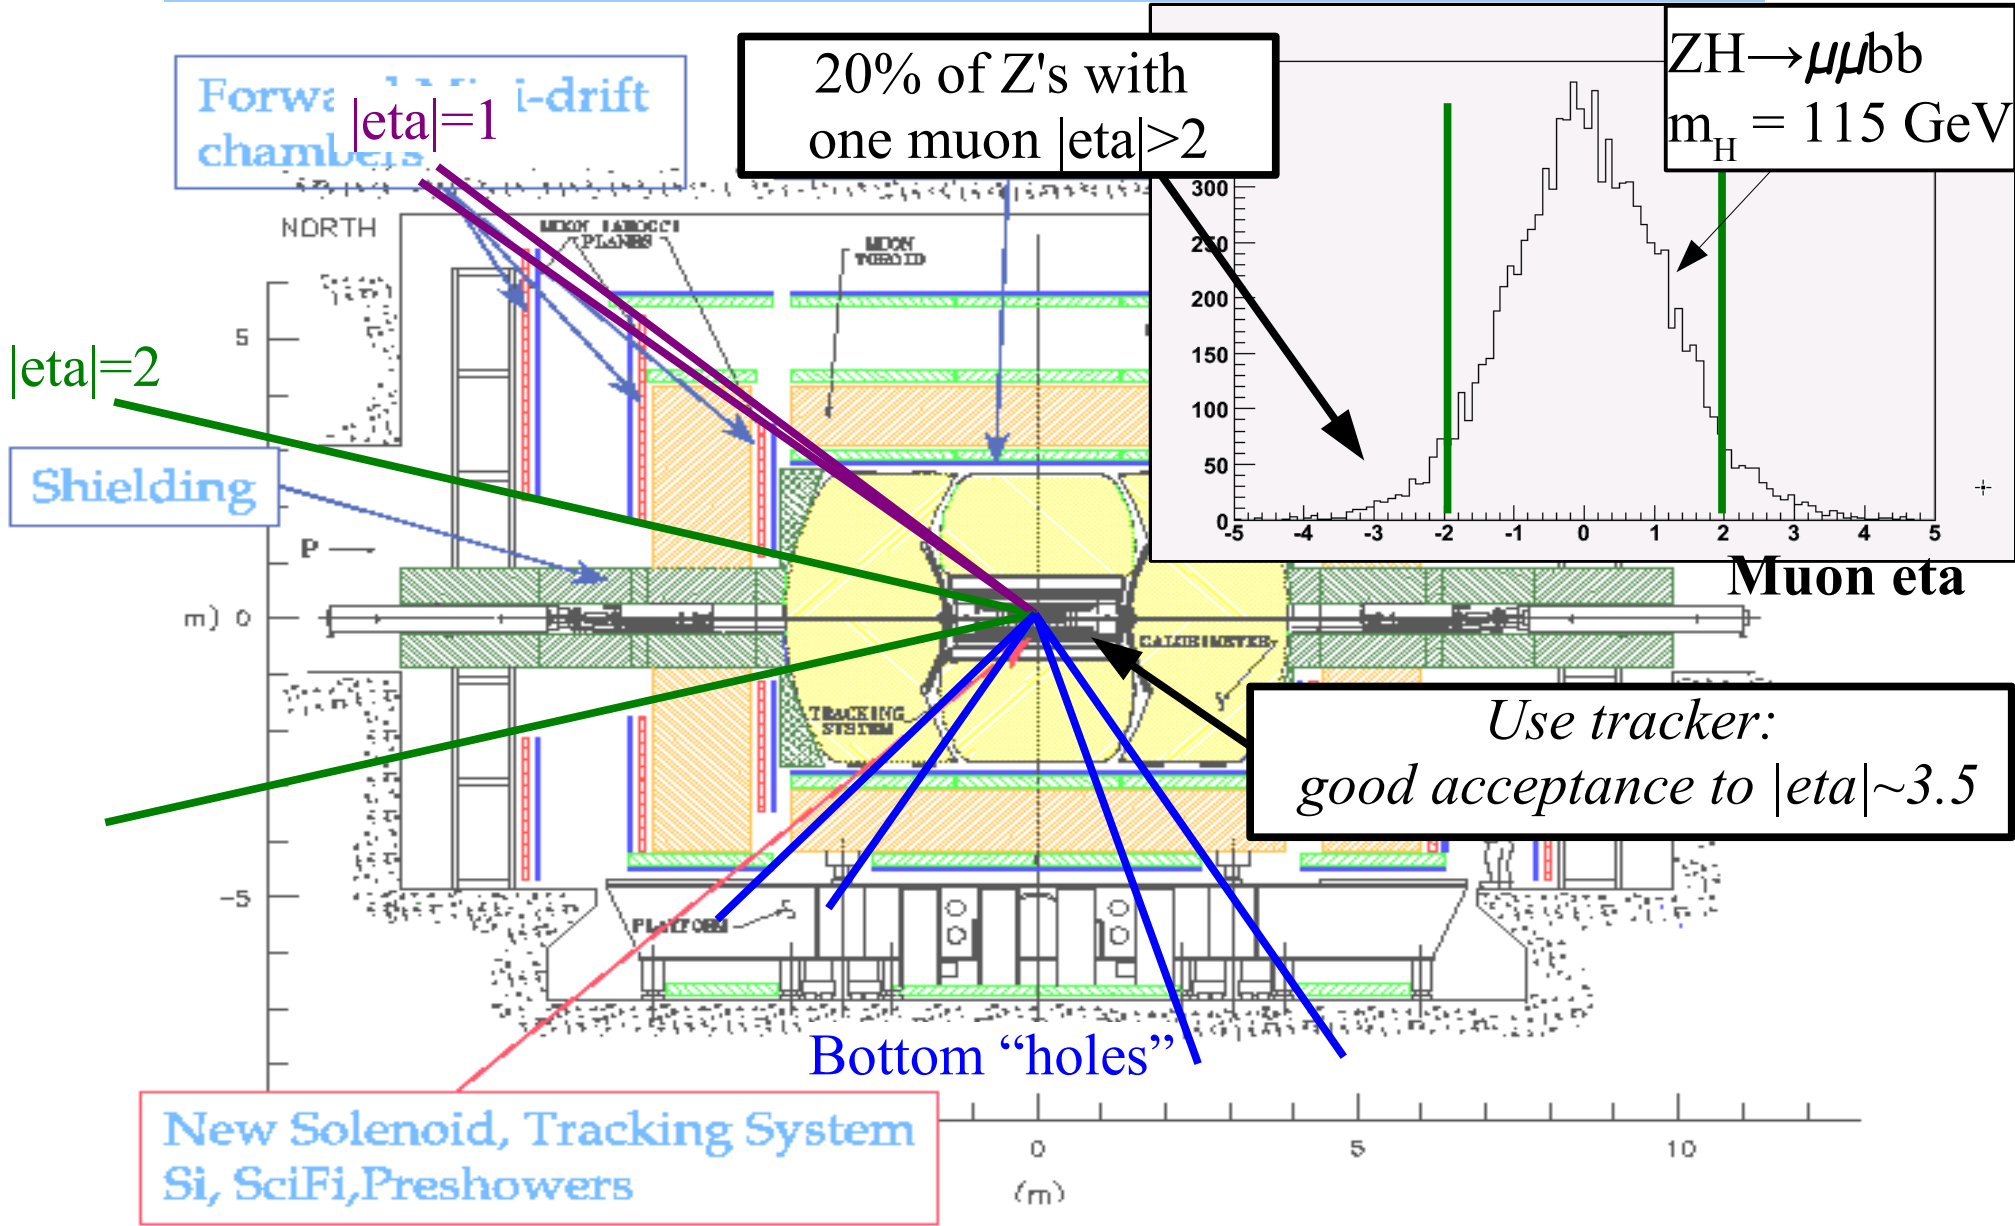 20% of Z's with
one muon |eta|>2
ZH→μμbb
m_H = 115 GeV
i-drift
|eta|=1
NORTH
PLANES
MUON
TOROID
300
250
200
150
100
50
0
-5 -4 -3 -2 -1 0 1 2 3 4 5
Muon eta
5
|eta|=2
Shielding
P
m) 0
CALORIMETER
TRACKING
SYSTEM
Use tracker:
good acceptance to |eta|~3.5
-5
PLATFORM
Bottom “holes”
New Solenoid, Tracking System
Si, SciFi,Preshowers
0 5 10
(m)